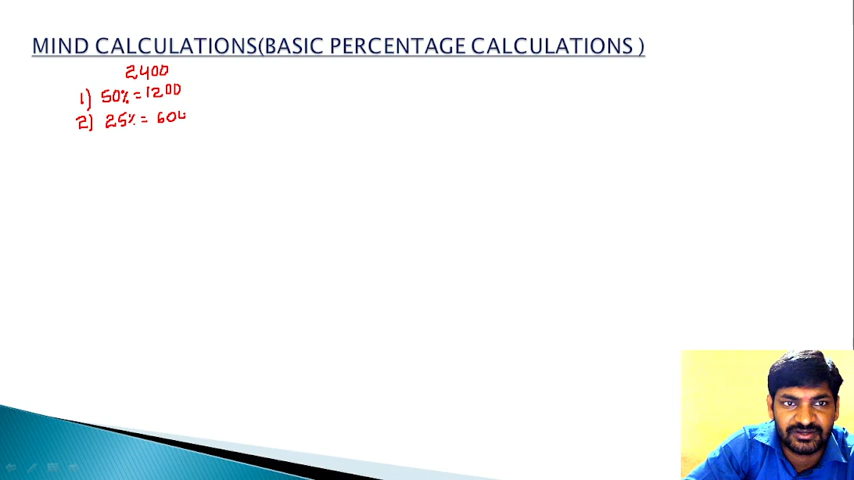 MIND CALCULATIONS(BASIC PERCENTAGE CALCULATIONS )
2400
1) 50% = 1200
2) 25% = 600